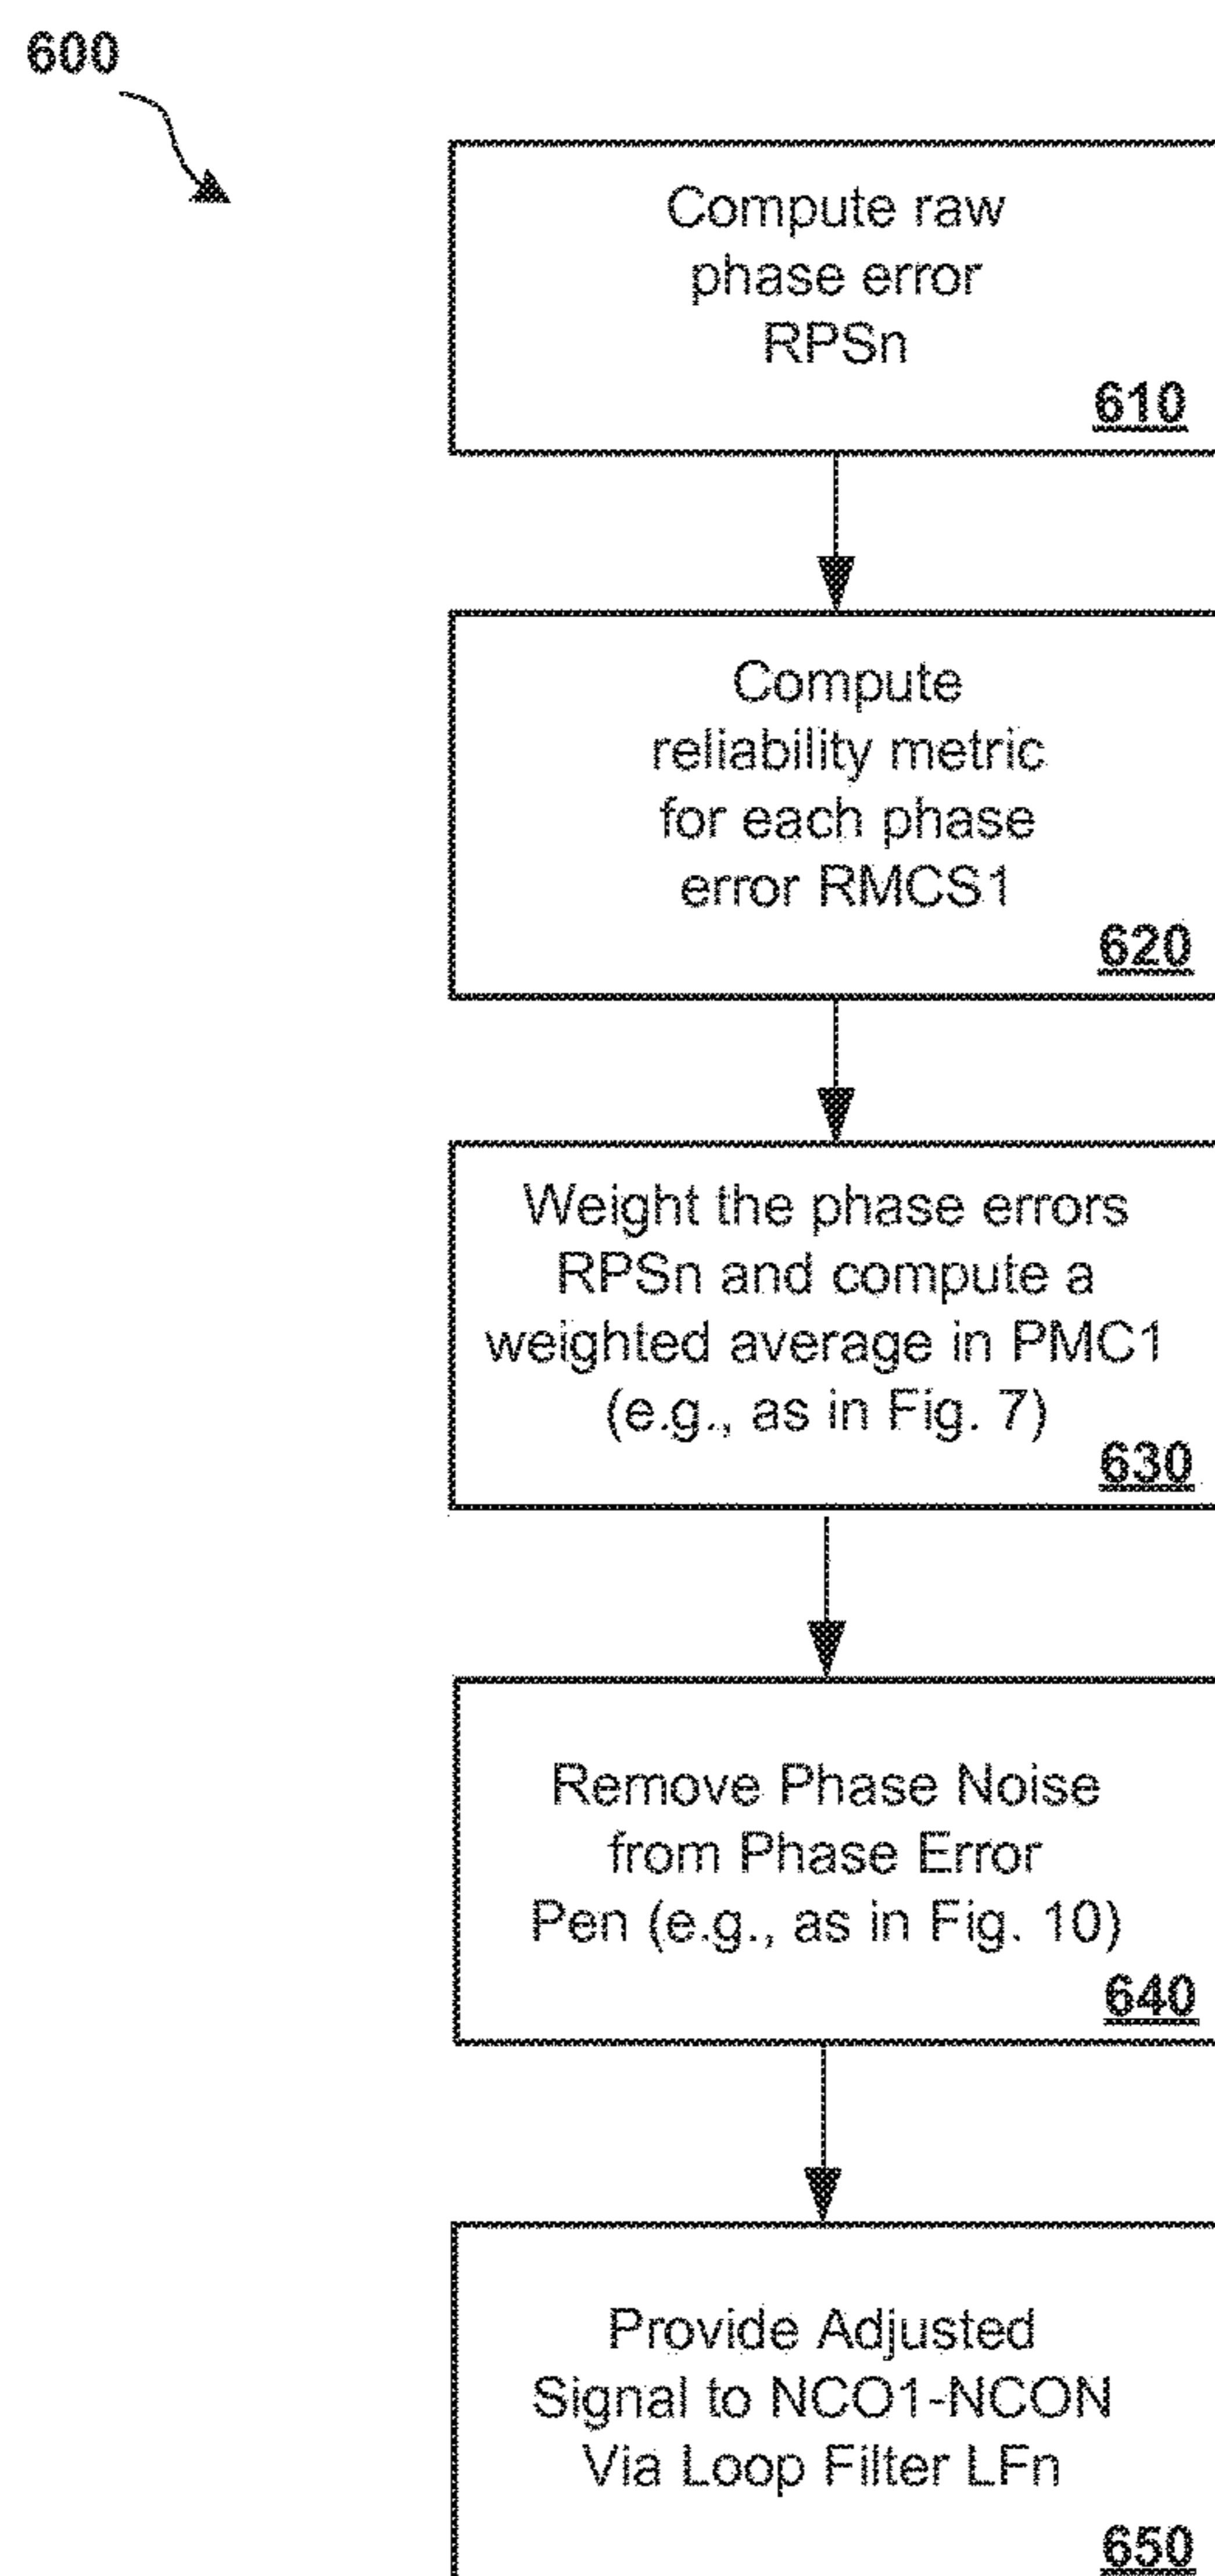 600
Compute raw
phase error
RPSn
610
Compute
reliability metric
for each phase
error RMCS1
620
Weight the phase errors
RPSn and compute a
weighted average in PMC1
(e.g., as in Fig. 7)
630
Remove Phase Noise
from Phase Error
Pen (e.g., as in Fig. 10)
640
Provide Adjusted
Signal to NCO1-NCON
Via Loop Filter LFn
650